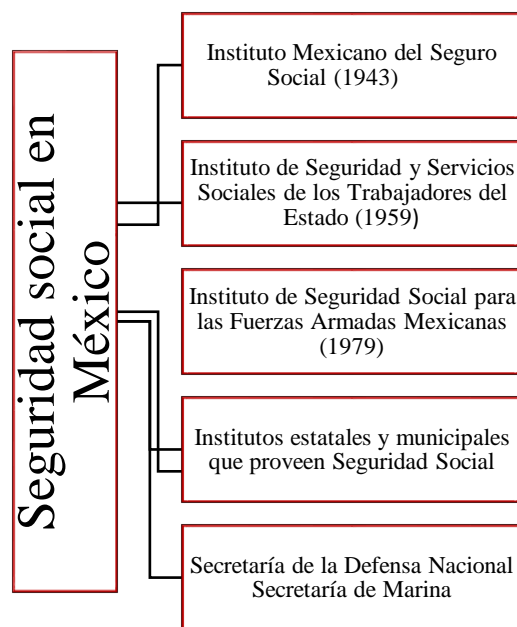 Seguridad social en
México
Instituto Mexicano del Seguro
Social (1943)
Instituto de Seguridad y Servicios
Sociales de los Trabajadores del
Estado (1959)
Instituto de Seguridad Social para
las Fuerzas Armadas Mexicanas
(1979)
Institutos estatales y municipales
que proveen Seguridad Social
Secretaría de la Defensa Nacional
Secretaría de Marina